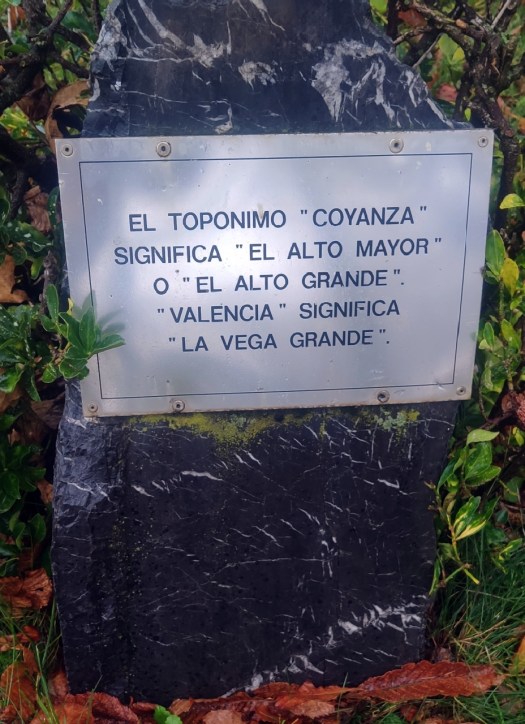 EL TOPONIMO "COYANZA"
SIGNIFICA "EL ALTO MAYOR"
O "EL ALTO GRANDE".
"VALENCIA" SIGNIFICA
"LA VEGA GRANDE".